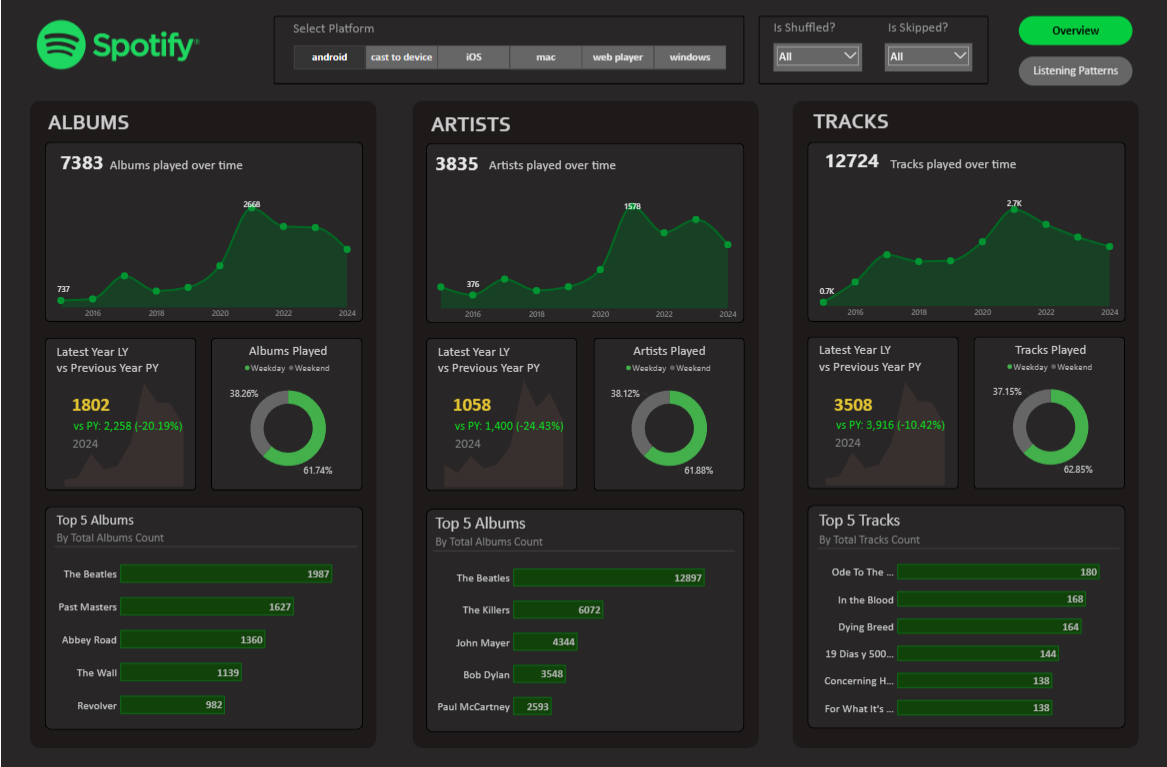 Spotify®
Select Platform
android
cast to device
iOS
mac
web player
windows
Is Shuffled?
All
Is Skipped?
All
Overview
Listening Patterns
ALBUMS
7383 Albums played over time
2668
737
2016 2018 2020 2022 2024
Latest Year LY
vs Previous Year PY
1802
vs PY: 2,258 (-20.19%)
2024
Albums Played
Weekday Weekend
38.26%
61.74%
Top 5 Albums
By Total Albums Count
The Beatles 1987
Past Masters 1627
Abbey Road 1360
The Wall 1139
Revolver 982
ARTISTS
3835 Artists played over time
1578
376
2016 2018 2020 2022 2024
Latest Year LY
vs Previous Year PY
1058
vs PY: 1,400 (-24.43%)
2024
Artists Played
Weekday Weekend
38.12%
61.88%
Top 5 Albums
By Total Albums Count
The Beatles 12897
The Killers 6072
John Mayer 4344
Bob Dylan 3548
Paul McCartney 2593
TRACKS
12724 Tracks played over time
2.7K
0.7K
2016 2018 2020 2022 2024
Latest Year LY
vs Previous Year PY
3508
vs PY: 3,916 (-10.42%)
2024
Tracks Played
Weekday Weekend
37.15%
62.85%
Top 5 Tracks
By Total Tracks Count
Ode To The ... 180
In the Blood 168
Dying Breed 164
19 Dias y 500... 144
Concerning H... 138
For What It's ... 138